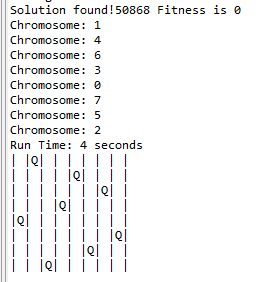 Solution found!50868 Fitness is 0
Chromosome: 1
Chromosome: 4
Chromosome: 6
Chromosome: 3
Chromosome: 0
Chromosome: 7
Chromosome: 5
Chromosome: 2
Run Time: 4 seconds
| |Q| | | | | | |
| | | | |Q| | | |
| | | | | | |Q| |
| | | |Q| | | | |
|Q| | | | | | | |
| | | | | | | |Q|
| | | | | |Q| | |
| | |Q| | | | | |